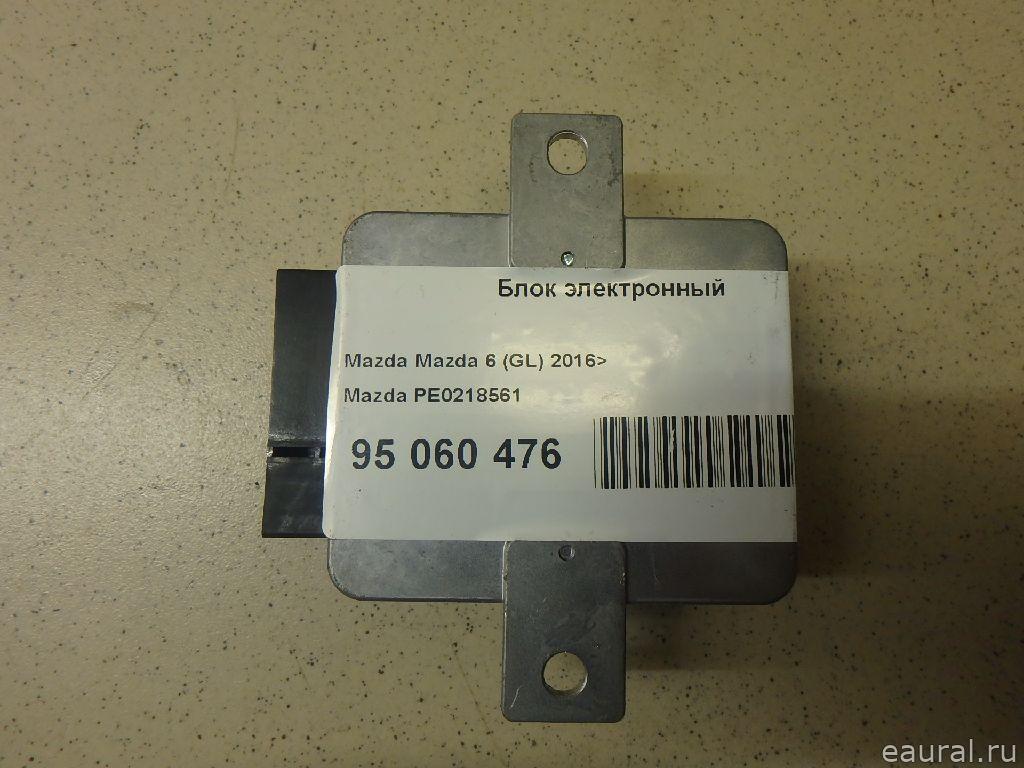 Блок электронный
Mazda Mazda 6 (GL) 2016>
Mazda PE0218561
95 060 476
eaural.ru